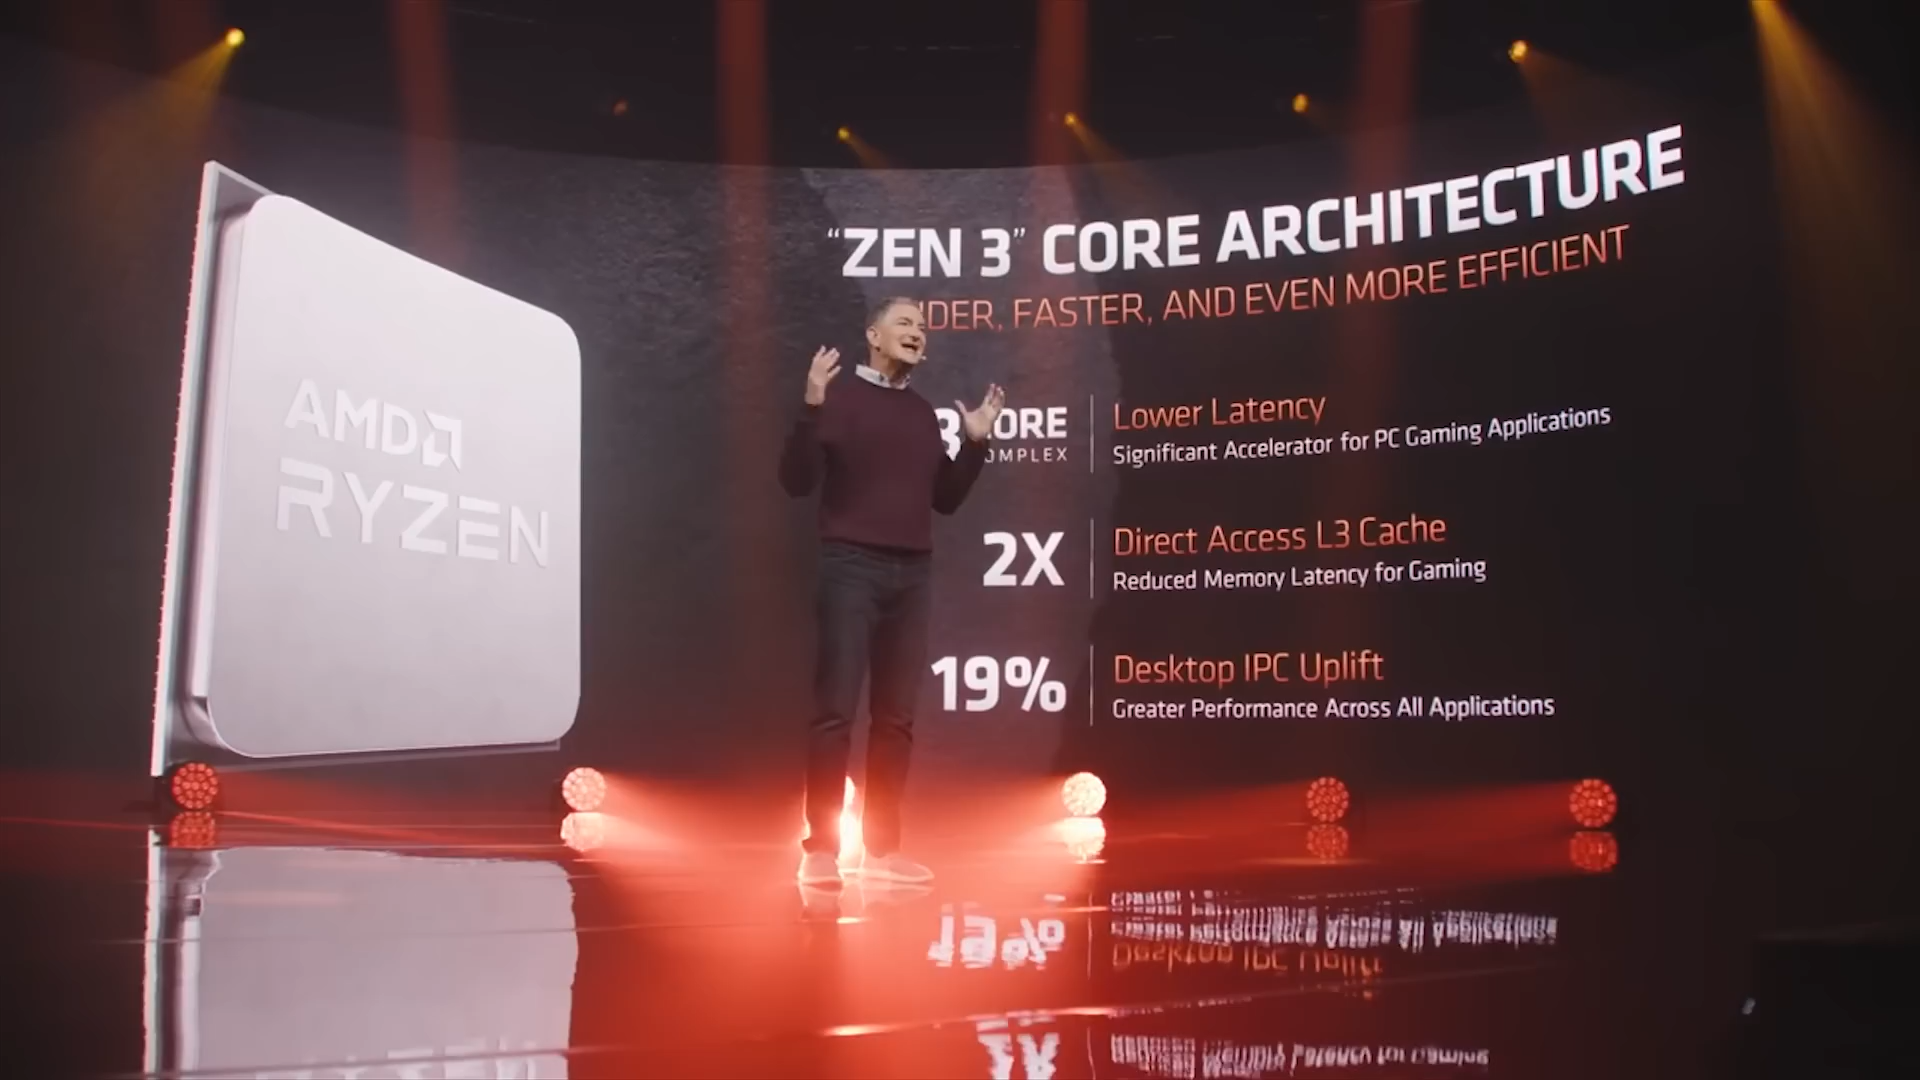 AMD
RYZEN
“ZEN 3” CORE ARCHITECTURE
FASTER, AND EVEN MORE EFFICIENT
Lower Latency
Significant Accelerator for PC Gaming Applications
2X
Direct Access L3 Cache
Reduced Memory Latency for Gaming
19%
Desktop IPC Uplift
Greater Performance Across All Applications